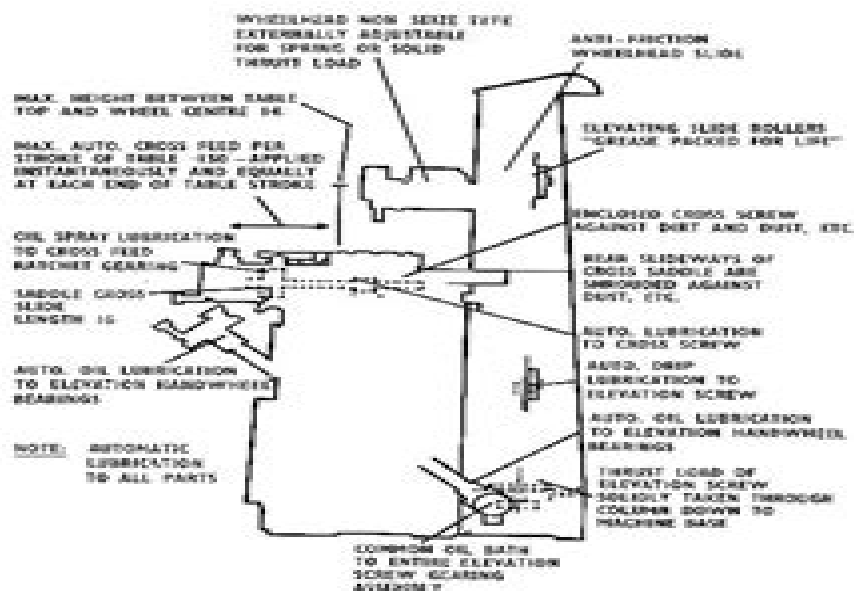 WHEELHEAD NON SEIZE TYPE
EXTERNALLY ADJUSTABLE
FOR SPRING OR SOLID
THRUST LOAD
ANTI-FRICTION
WHEELHEAD SLIDE
MAX. HEIGHT BETWEEN TABLE
TOP AND WHEEL CENTRE
MAX. AUTO. CROSS FEED PER
STROKE OF TABLE ·150"-APPLIED
INSTANTANEOUSLY AND EQUALLY
AT EACH END OF TABLE STROKE
OIL SPRAY LUBRICATION
TO CROSS FEED
RATCHET GEARING
SADDLE CROSS
SLIDE
LENGTH
AUTO. OIL LUBRICATION
TO ELEVATION HANDWHEEL
BEARINGS
NOTE: AUTOMATIC
LUBRICATION
TO ALL PARTS
ELEVATING SLIDE ROLLERS
"GREASE PACKED FOR LIFE"
ENCLOSED CROSS SCREW
AGAINST DIRT AND DUST, ETC.
REAR SLIDEWAYS OF
CROSS SADDLE ARE
SHROUDED AGAINST
DUST, ETC.
AUTO. LUBRICATION
TO CROSS SCREW
AUTO. DRIP
LUBRICATION TO
ELEVATION SCREW
AUTO. OIL LUBRICATION
TO ELEVATION HANDWHEEL
BEARINGS
THRUST LOAD OF
ELEVATION SCREW
SOLIDLY TAKEN THROUGH
COLUMN DOWN TO
MACHINE BASE
COMMON OIL BATH
TO ENTIRE ELEVATION
SCREW GEARING
ASSEMBLY